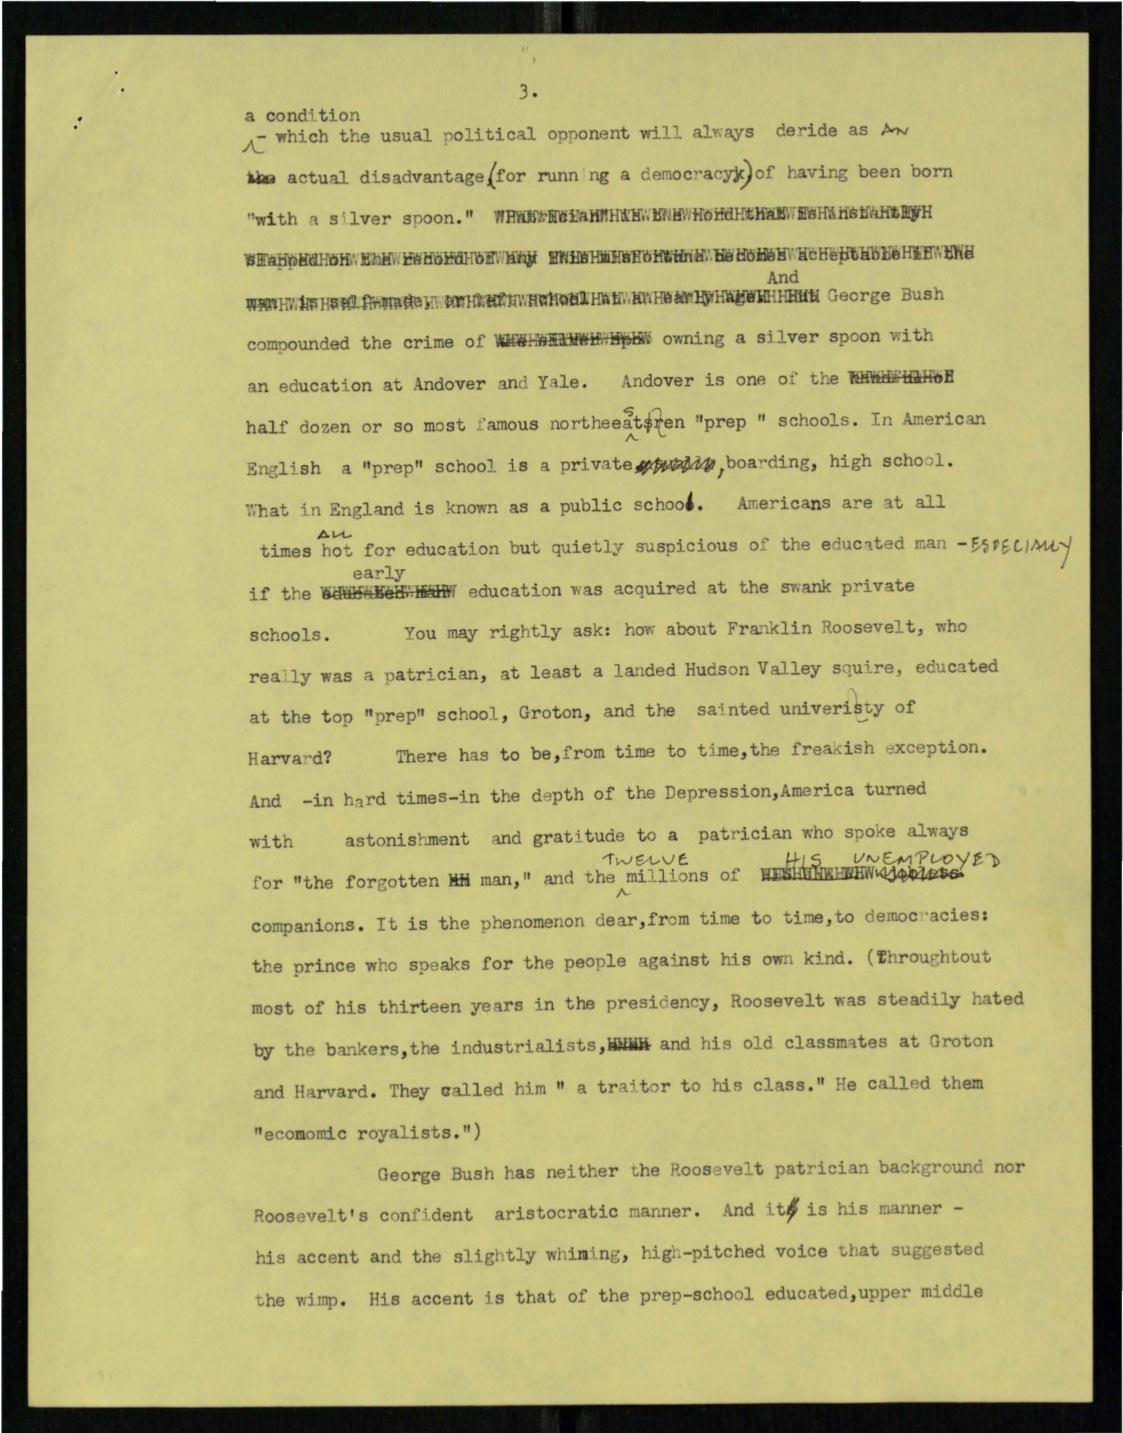 3.
a condition
- which the usual political opponent will always deride as AN
the actual disadvantage (for runn ng a democracy) of having been born
"with a silver spoon."
And
George Bush
compounded the crime of owning a silver spoon with
an education at Andover and Yale. Andover is one of the
half dozen or so most famous northeeatsren "prep " schools. In American
English a "prep" school is a private, boarding, high school.
What in England is known as a public school. Americans are at all
ALL
times hot for education but quietly suspicious of the educated man - ESPECIALLY
early
if the education was acquired at the swank private
schools. You may rightly ask: how about Franklin Roosevelt, who
really was a patrician, at least a landed Hudson Valley squire, educated
at the top "prep" school, Groton, and the sainted univeristy of
Harvard? There has to be,from time to time,the freakish exception.
And -in hard times-in the depth of the Depression,America turned
with astonishment and gratitude to a patrician who spoke always
TWELVE HIS UNEMPLOYED
for "the forgotten man," and the millions of
companions. It is the phenomenon dear,from time to time,to democracies:
the prince who speaks for the people against his own kind. (Throughtout
most of his thirteen years in the presidency, Roosevelt was steadily hated
by the bankers,the industrialists, and his old classmates at Groton
and Harvard. They called him " a traitor to his class." He called them
"ecomomic royalists.")
George Bush has neither the Roosevelt patrician background nor
Roosevelt's confident aristocratic manner. And it is his manner -
his accent and the slightly whining, high-pitched voice that suggested
the wimp. His accent is that of the prep-school educated,upper middle